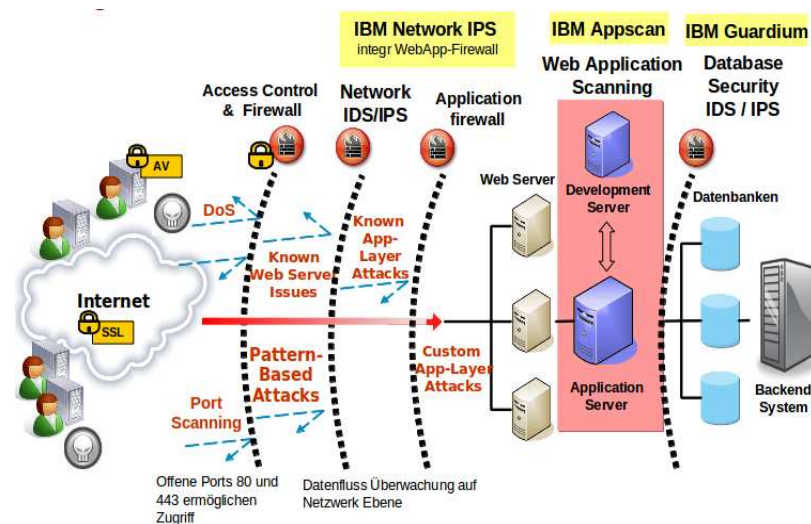 IBM Network IPS
integr WebApp-Firewall
IBM Appscan
IBM Guardium
Access Control
& Firewall
Network
IDS/IPS
Application
firewall
Web Application
Scanning
Database
Security
IDS / IPS
AV
DoS
Known
Web Server
Issues
Known
App-
Layer
Attacks
Web Server
Development
Server
Datenbanken
Internet
SSL
Pattern-
Based
Attacks
Custom
App-Layer
Attacks
Port
Scanning
Application
Server
Backend-
System
Offene Ports 80 und
443 ermöglichen
Zugriff
Datenfluss Überwachung auf
Netzwerk Ebene